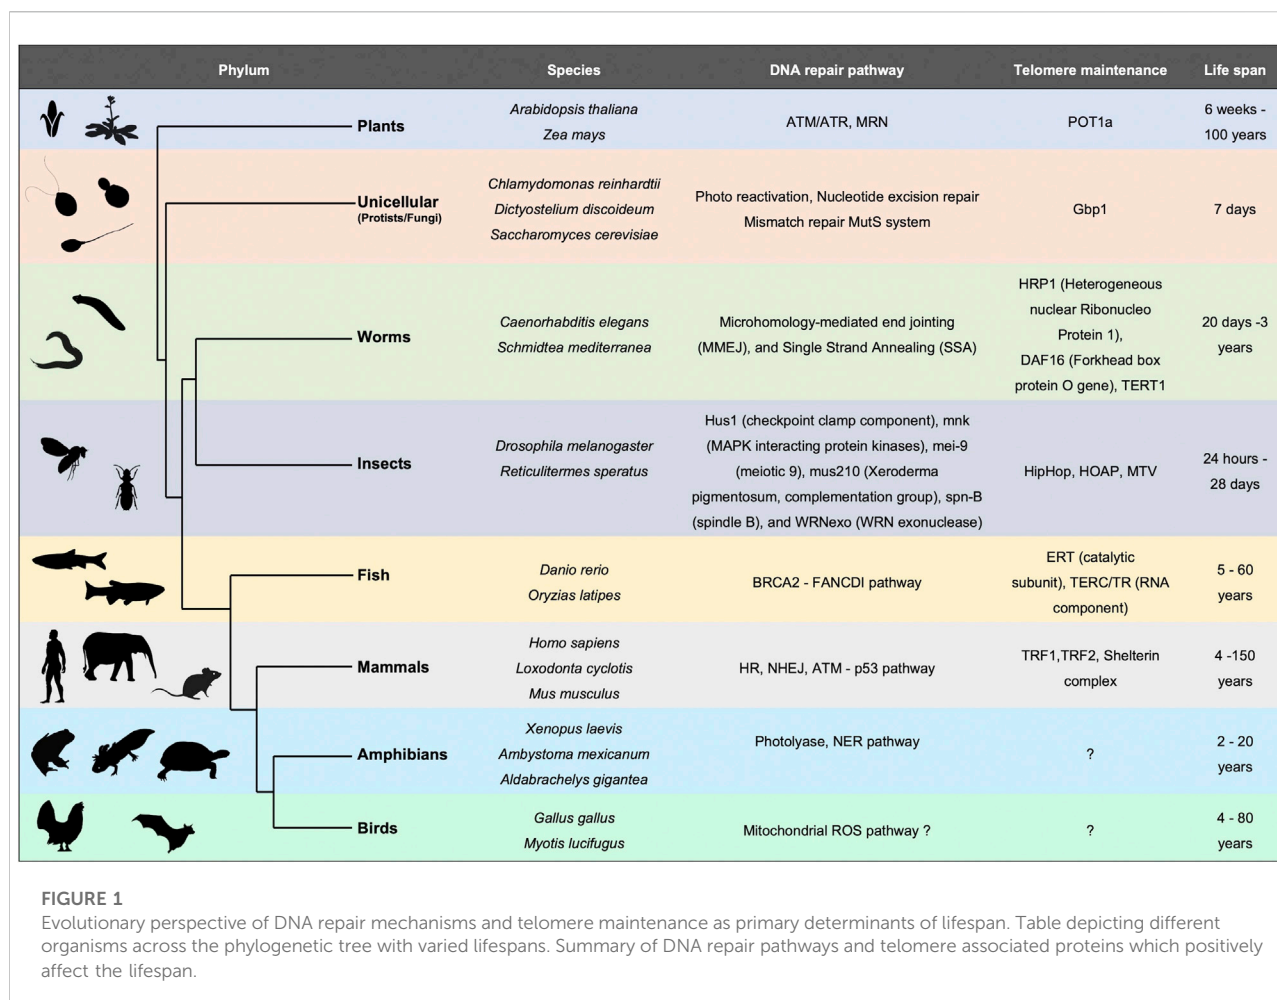 Phylum Species DNA repair pathway Telomere maintenance Life span
Plants
Arabidopsis thaliana
Zea mays
ATM/ATR, MRN
POT1a
6 weeks -
100 years
Unicellular
(Protists/Fungi)
Chlamydomonas reinhardtii
Dictyostelium discoideum
Saccharomyces cerevisiae
Photo reactivation, Nucleotide excision repair
Mismatch repair MutS system
Gbp1
7 days
Worms
Caenorhabditis elegans
Schmidtea mediterranea
Microhomology-mediated end jointing
(MMEJ), and Single Strand Annealing (SSA)
HRP1 (Heterogeneous
nuclear Ribonucleo
Protein 1),
DAF16 (Forkhead box
protein O gene), TERT1
20 days -3
years
Insects
Drosophila melanogaster
Reticulitermes speratus
Hus1 (checkpoint clamp component), mnk
(MAPK interacting protein kinases), mei-9
(meiotic 9), mus210 (Xeroderma
pigmentosum, complementation group), spn-B
(spindle B), and WRNexo (WRN exonuclease)
HipHop, HOAP, MTV
24 hours -
28 days
Fish
Danio rerio
Oryzias latipes
BRCA2 - FANCDI pathway
ERT (catalytic
subunit), TERC/TR (RNA
component)
5 - 60
years
Mammals
Homo sapiens
Loxodonta cyclotis
Mus musculus
HR, NHEJ, ATM - p53 pathway
TRF1,TRF2, Shelterin
complex
4 -150
years
Amphibians
Xenopus laevis
Ambystoma mexicanum
Aldabrachelys gigantea
Photolyase, NER pathway
?
2 - 20
years
Birds
Gallus gallus
Myotis lucifugus
Mitochondrial ROS pathway ?
?
4 - 80
years
FIGURE 1
Evolutionary perspective of DNA repair mechanisms and telomere maintenance as primary determinants of lifespan. Table depicting different
organisms across the phylogenetic tree with varied lifespans. Summary of DNA repair pathways and telomere associated proteins which positively
affect the lifespan.